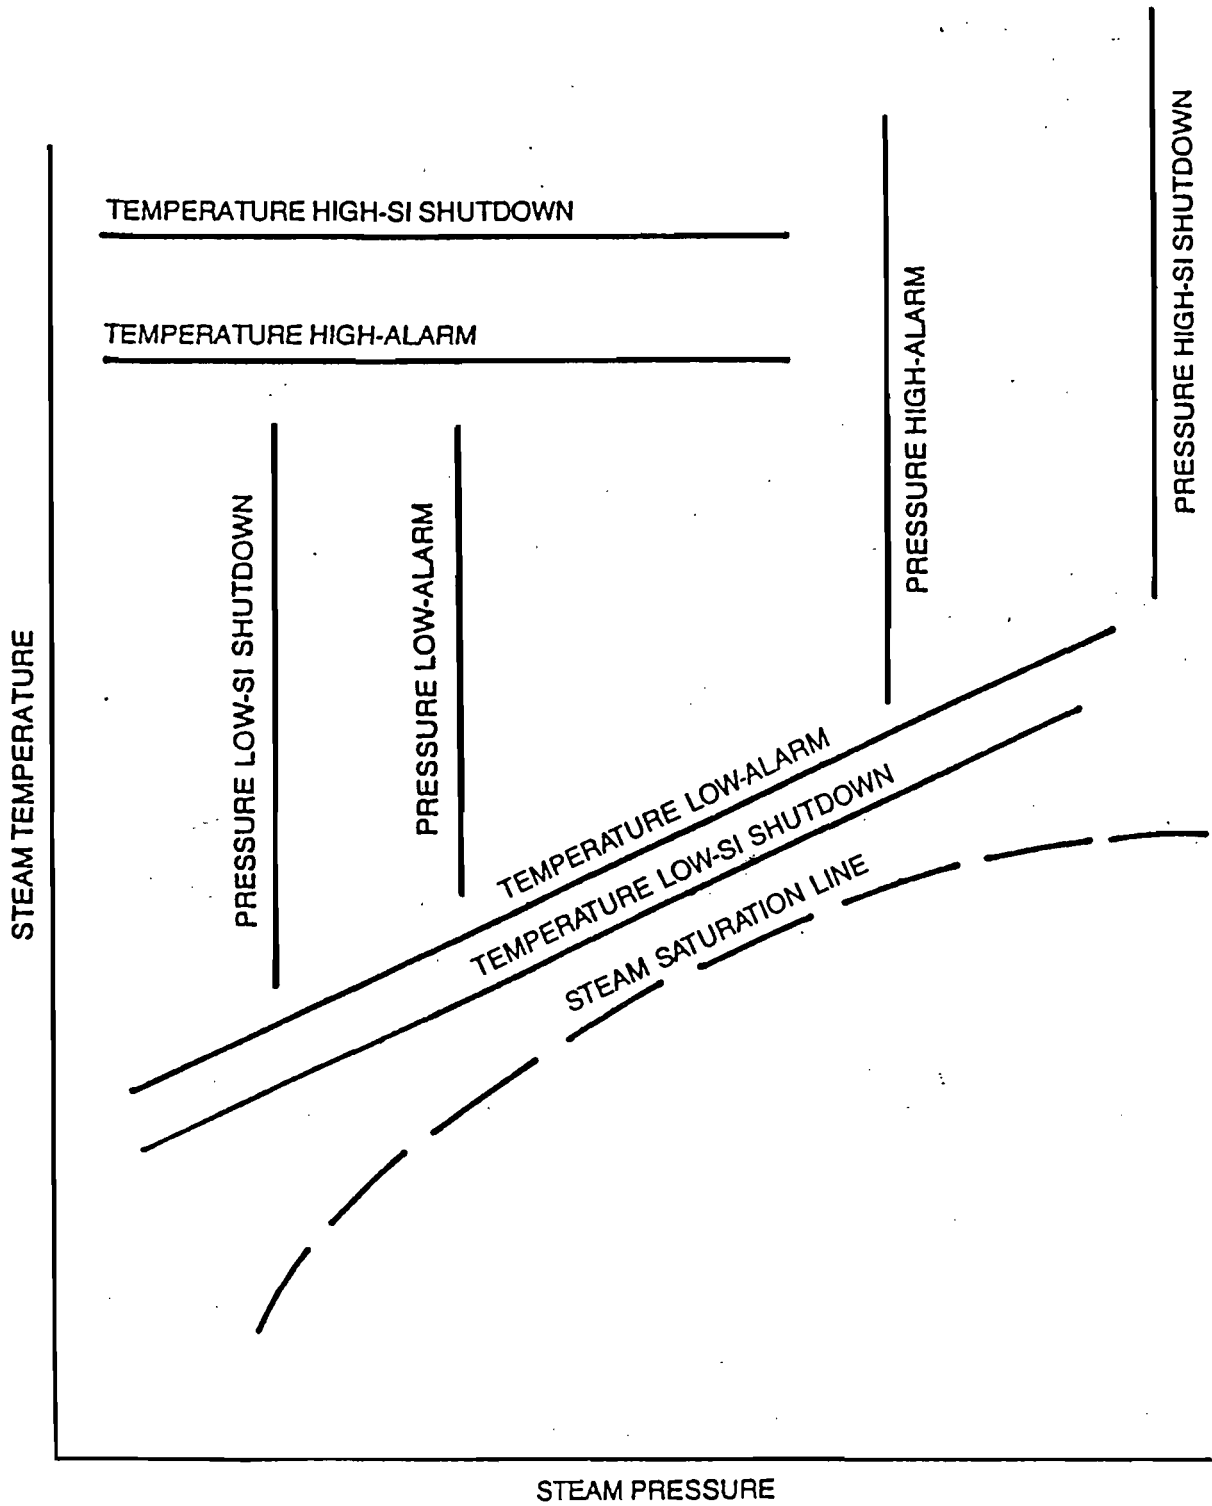 TEMPERATURE HIGH-SI SHUTDOWN
TEMPERATURE HIGH-ALARM
PRESSURE LOW-SI SHUTDOWN
PRESSURE LOW-ALARM
PRESSURE HIGH-ALARM
PRESSURE HIGH-SI SHUTDOWN
TEMPERATURE LOW-ALARM
TEMPERATURE LOW-SI SHUTDOWN
STEAM SATURATION LINE
STEAM TEMPERATURE
STEAM PRESSURE